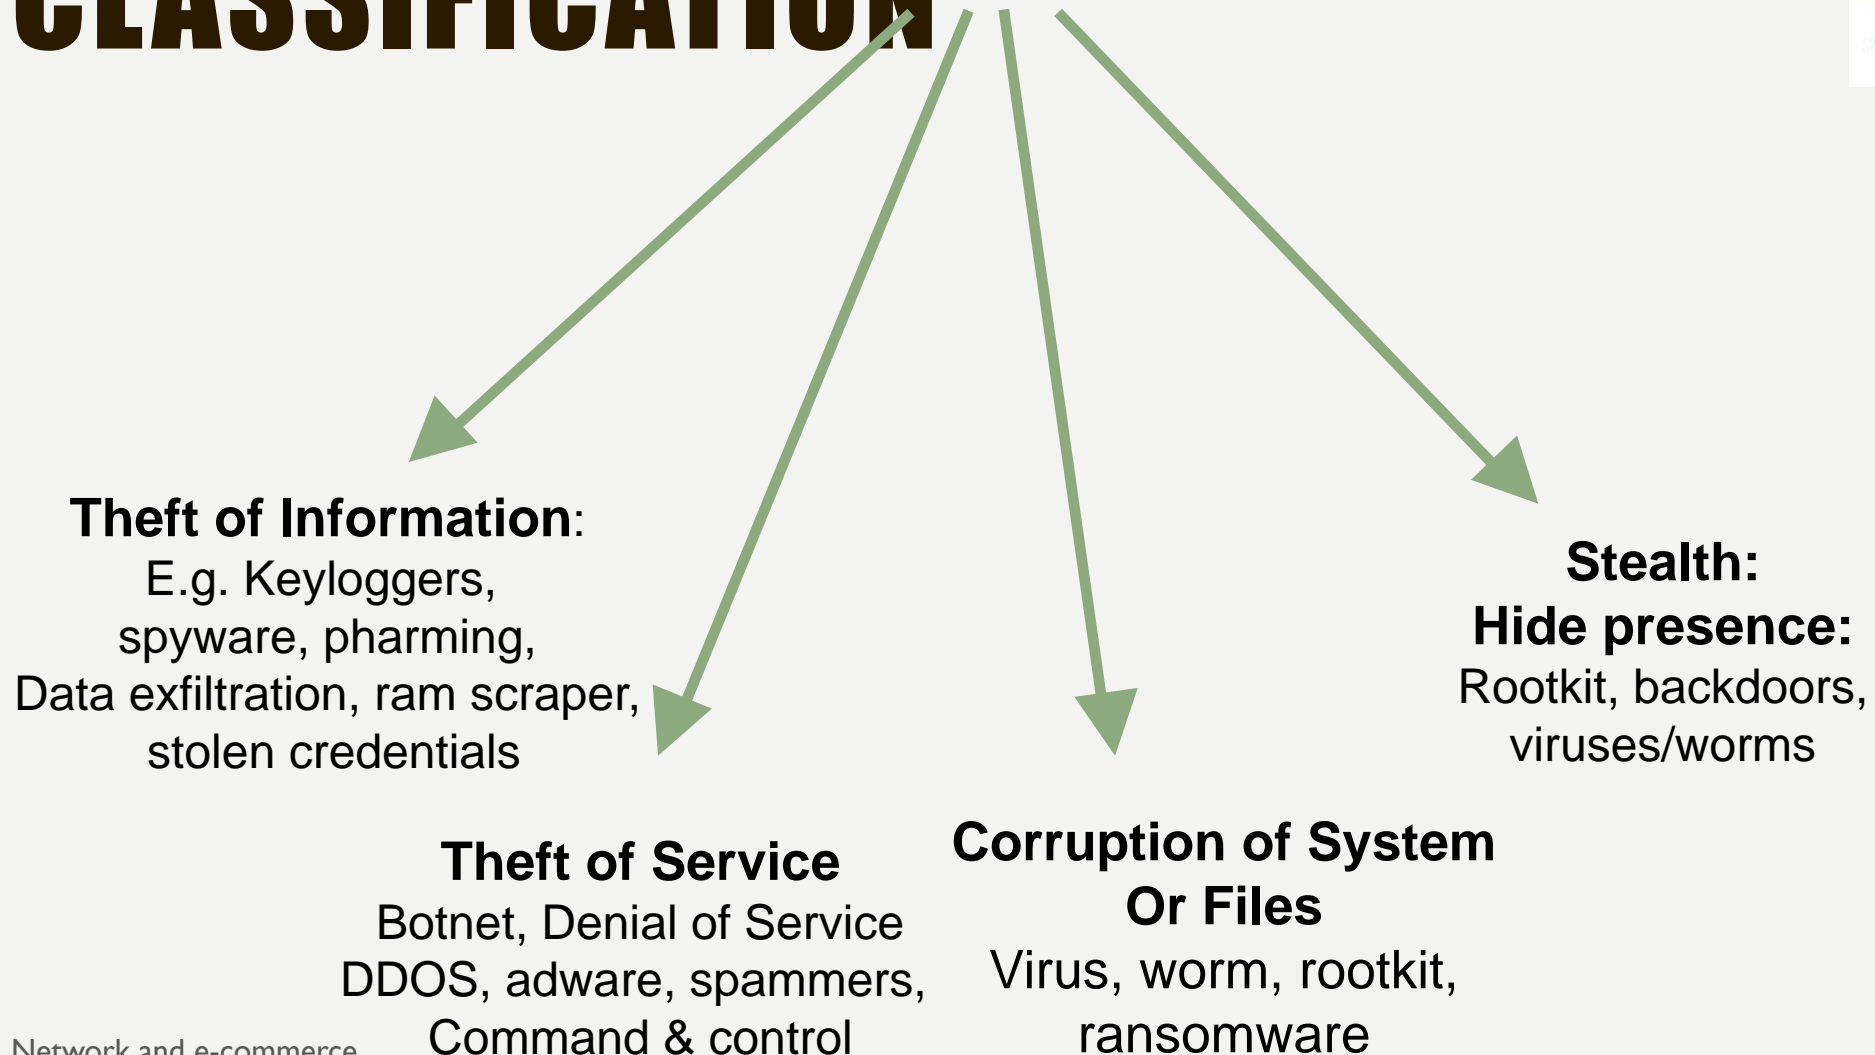 CLASSIFICATION
Theft of Information:
E.g. Keyloggers,
spyware, pharming,
Data exfiltration, ram scraper,
stolen credentials
Theft of Service
Botnet, Denial of Service
DDOS, adware, spammers,
Command & control
Corruption of System
Or Files
Virus, worm, rootkit,
ransomware
Stealth:
Hide presence:
Rootkit, backdoors,
viruses/worms
Network and e-commerce